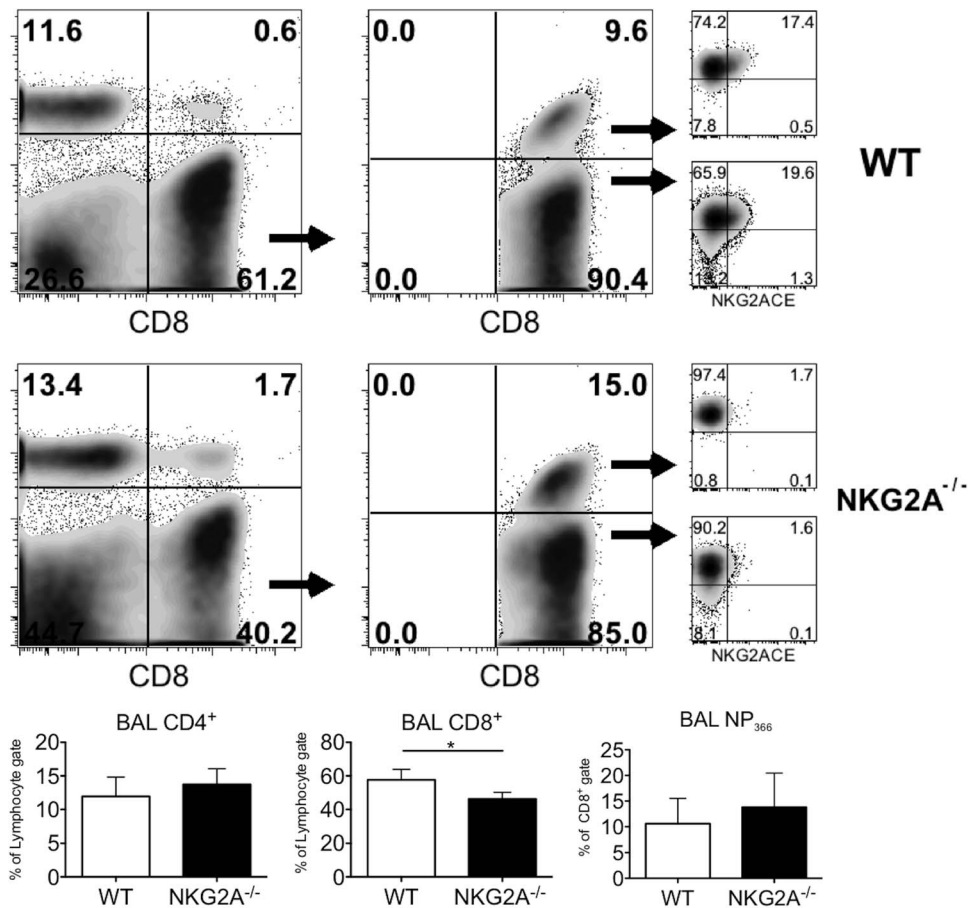 11.6 0.6
26.6 61.2
CD8
0.0 9.6
0.0 90.4
CD8
74.2 17.4
7.8 0.5
65.9 19.6
1.3
NKG2ACE
WT
13.4 1.7
44.7 40.2
CD8
0.0 15.0
0.0 85.0
CD8
97.4 1.7
0.8 0.1
90.2 1.6
8.1 0.1
NKG2ACE
NKG2A-/-
BAL CD4+
% of Lymphocyte gate
20
15
10
5
0
WT NKG2A-/-
BAL CD8+
% of Lymphocyte gate
80
60
40
20
0
*
WT NKG2A-/-
BAL NP366
% of CD8+ gate
25
20
15
10
5
0
WT NKG2A-/-